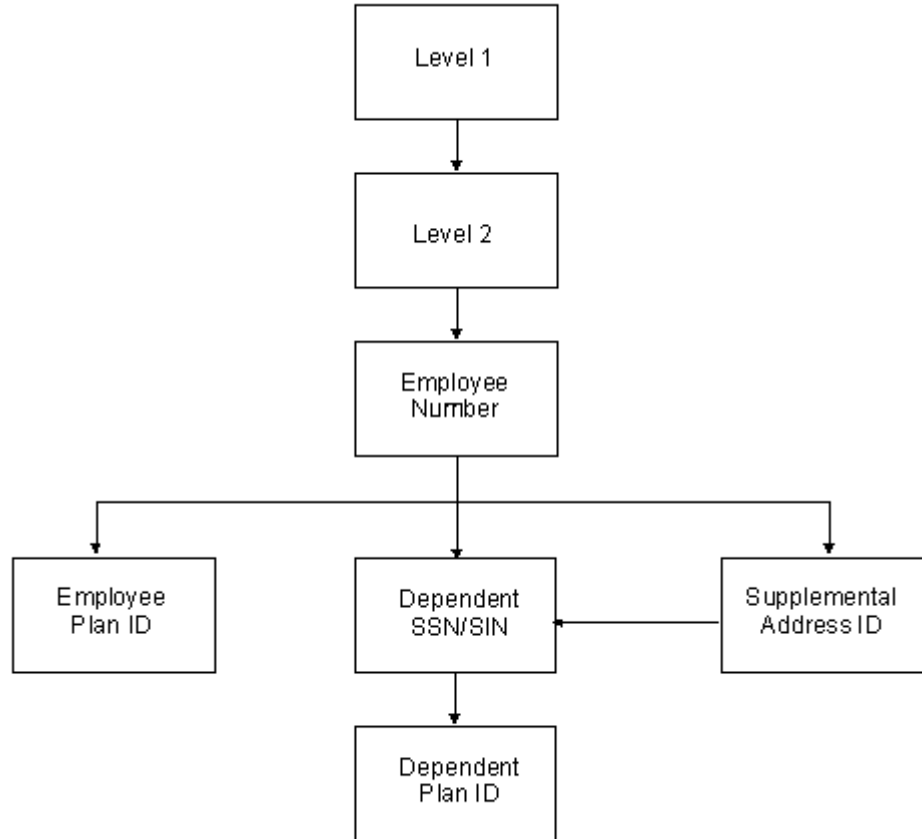 Level 1
Level 2
Employee
Number
Employee
Plan ID
Dependent
SSN/SIN
Supplemental
Address ID
Dependent
Plan ID